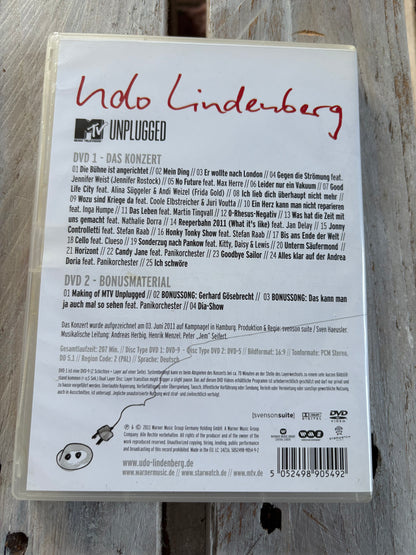 Udo Lindenberg
MTV UNPLUGGED
MUSIC TELEVISION
DVD 1 - DAS KONZERT
01 Die Bühne ist angerichtet // 02 Mein Ding // 03 Er wollte nach London // 04 Gegen die Strömung feat.
Jennifer Weist (Jennifer Rostock) // 05 No Future feat. Max Herre // 06 Leider nur ein Vakuum // 07 Good
Life City feat. Alina Süggeler & Andi Weizel (Frida Gold) // 08 Ich lieb dich überhaupt nicht mehr
// 09 Wozu sind Kriege da feat. Coole Elbstreicher & Juri Voutta // 10 Ein Herz kann man nicht reparieren
feat. Inga Humpe // 11 Das Leben feat. Martin Tingvall // 12 0-Rhesus-Negativ // 13 Was hat die Zeit mit
uns gemacht feat. Nathalie Dorra // 14 Reeperbahn 2011 (What it's like) feat. Jan Delay // 15 Jonny
Controlletti feat. Stefan Raab // 16 Honky Tonky Show feat. Stefan Raab // 17 Bis ans Ende der Welt //
18 Cello feat. Clueso // 19 Sonderzug nach Pankow feat. Kitty, Daisy & Lewis // 20 Unterm Säufermond
// 21 Horizont // 22 Candy Jane feat. Panikorchester // 23 Goodbye Sailor // 24 Alles klar auf der Andrea
Doria feat. Panikorchester // 25 Ich schwöre
DVD 2 - BONUSMATERIAL
01 Making of MTV Unplugged // 02 BONUSSONG: Gerhard Gösebrecht // 03 BONUSSONG: Das kann man
ja auch mal so sehen feat. Panikorchester // 04 Dia-Show
Das Konzert wurde aufgezeichnet am 03. Juni 2011 auf Kampnagel in Hamburg. Produktion & Regie: svenson suite / Sven Haeusler.
Musikalische Leitung: Andreas Herbig, Henrik Menzel, Peter „Jem" Seifert.
Gesamtlaufzeit: 207 Min. // Disc Type DVD 1: DVD-9 - Disc Type DVD 2: DVD-5 // Bildformat: 16:9 // Tonformate: PCM Stereo,
DD 5.1 // Region Code: 2 (PAL) // Sprachen: Deutsch
[svensonsuite]
DVD
VIDEO
www.udo-lindenberg.de
www.warnermusic.de // www.starwatch.de // www.mtv.de
5 052498 905492